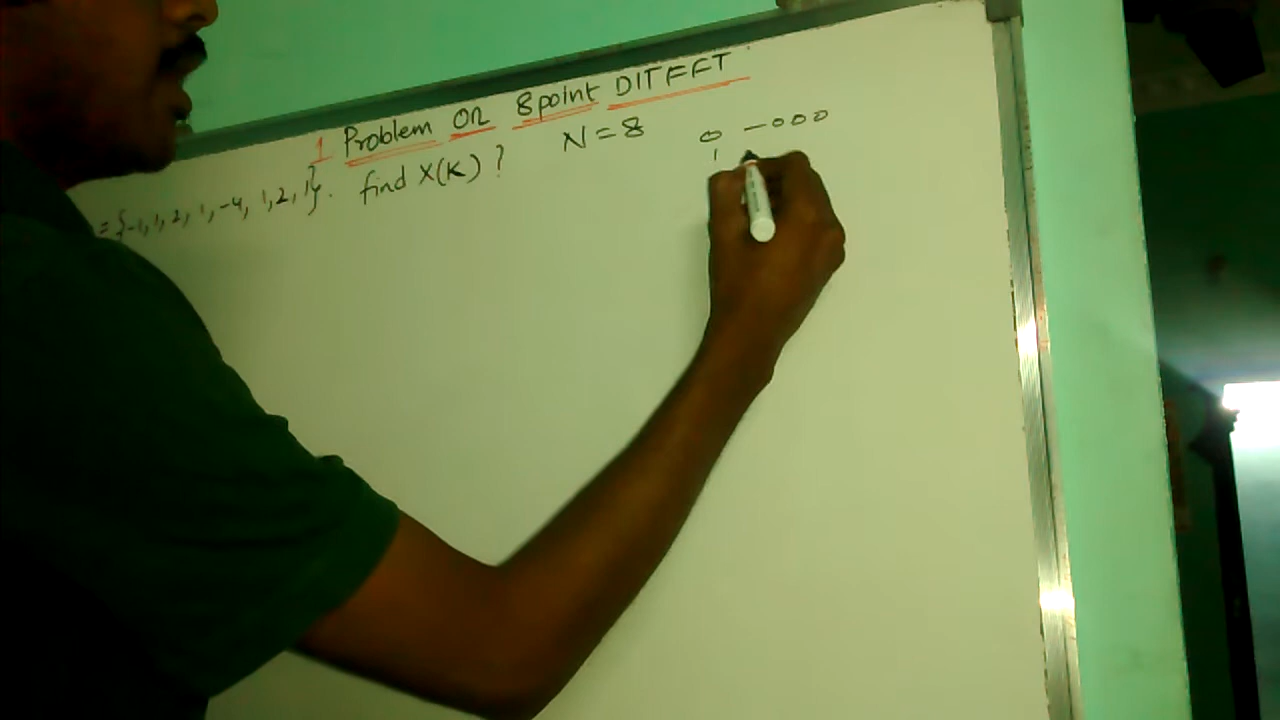 1 Problem on 8point DITFFT
N=8
= {-1, 1, 2, 1, -4, 1, 2, 1}. find X(K) ?
0 — 000
1